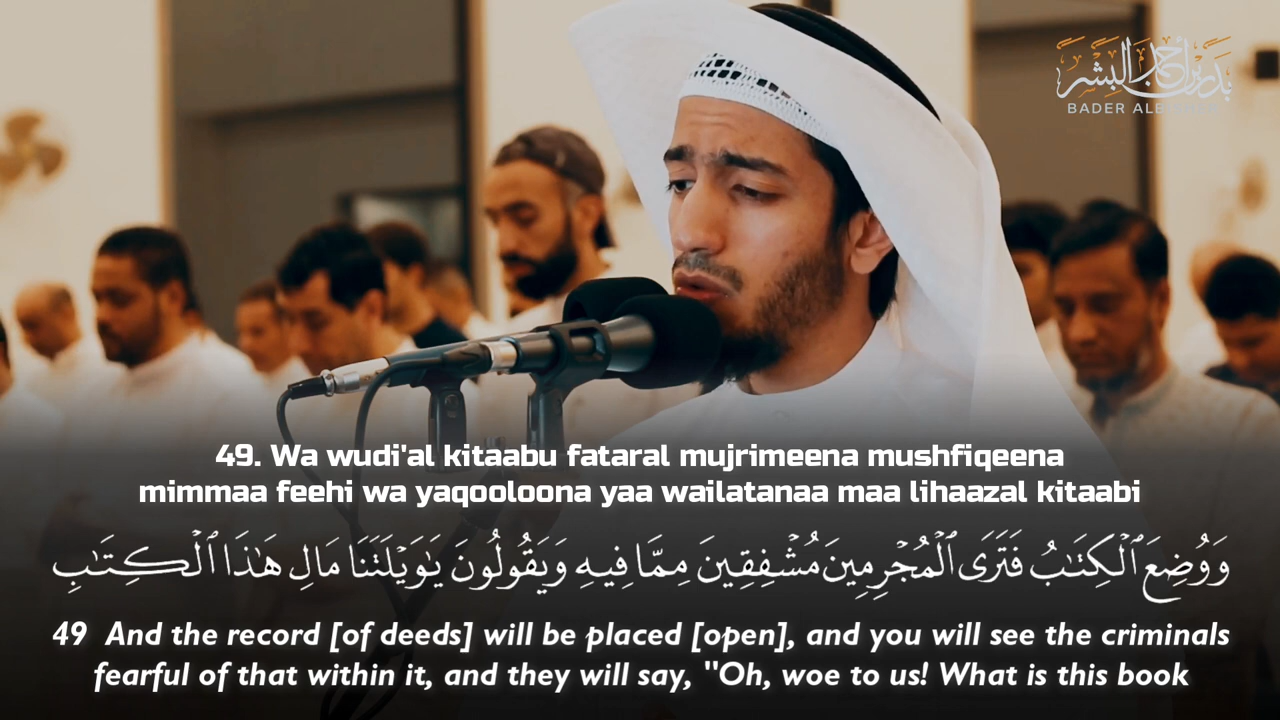 بدر بن أحمد البشر
BADER
49. Wa wudi'al kitaabu fataral mujrimeena mushfiqeena
mimmaa feehi wa yaqooloona yaa wailatanaa maa lihaazal kitaabi
وَوُضِعَ ٱلْكِتَـٰبُ فَتَرَى ٱلْمُجْرِمِينَ مُشْفِقِينَ مِمَّا فِيهِ وَيَقُولُونَ يَـٰوَيْلَتَنَا مَالِ هَـٰذَا ٱلْكِتَـٰبِ
49 And the record [of deeds] will be placed [open], and you will see the criminals
fearful of that within it, and they will say, "Oh, woe to us! What is this book